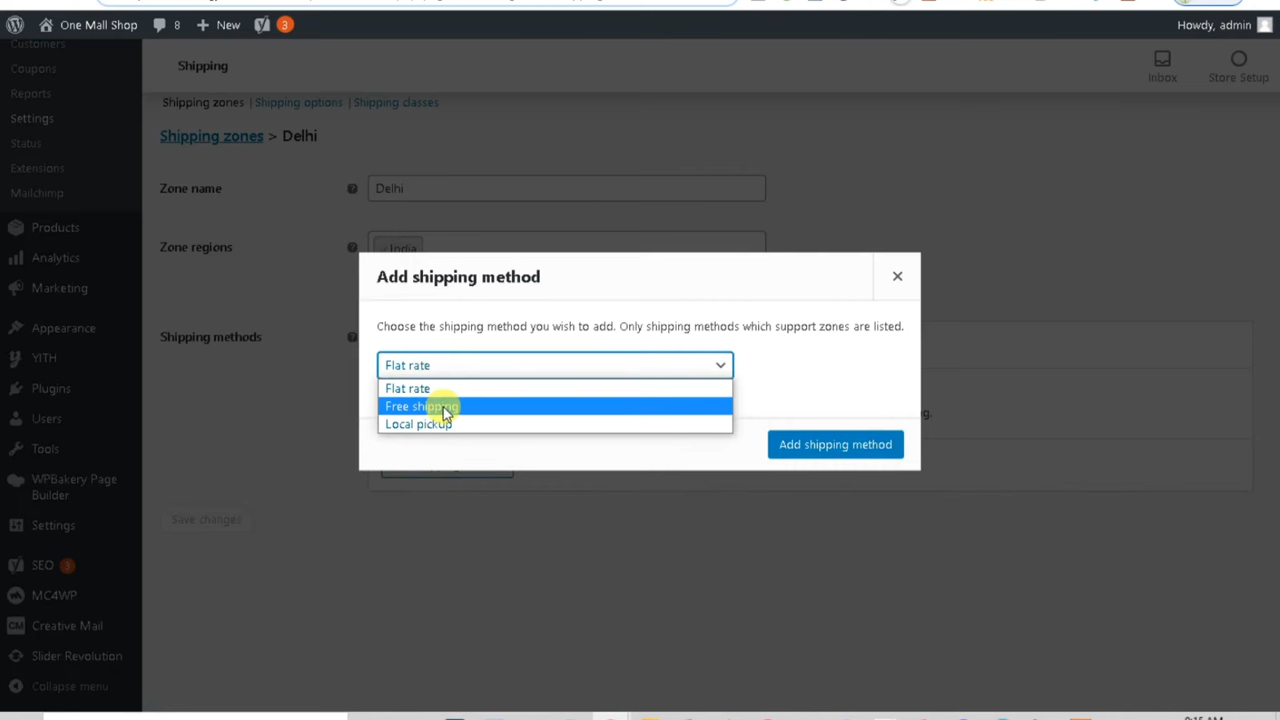 One Mall Shop
8
New
3
Howdy, admin
Customers
Coupons
Reports
Settings
Status
Extensions
Mailchimp
Products
Analytics
Marketing
Appearance
YITH
Plugins
Users
Tools
WPBakery Page
Builder
Settings
SEO 3
MC4WP
CM Creative Mail
Slider Revolution
Collapse menu
Shipping
Inbox
Store Setup
Shipping zones | Shipping options | Shipping classes
Shipping zones > Delhi
Zone name
Delhi
Zone regions
India
Shipping methods
Add shipping method
Choose the shipping method you wish to add. Only shipping methods which support zones are listed.
Flat rate
Flat rate
Free shipping
Local pickup
Add shipping method
Save changes